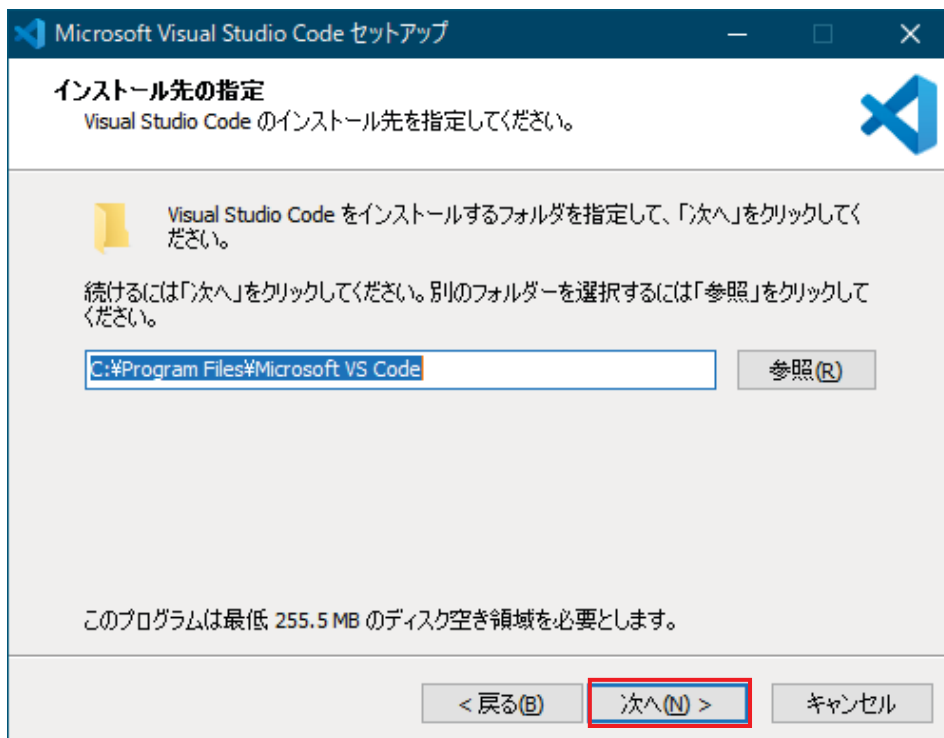 Microsoft Visual Studio Code セットアップ
インストール先の指定
Visual Studio Code のインストール先を指定してください。
Visual Studio Code をインストールするフォルダを指定して、「次へ」をクリックしてく
ださい。
続けるには「次へ」をクリックしてください。別のフォルダーを選択するには「参照」をクリックして
ください。
C:¥Program Files¥Microsoft VS Code
参照(R)
このプログラムは最低 255.5 MB のディスク空き領域を必要とします。
< 戻る(B)
次へ(N) >
キャンセル